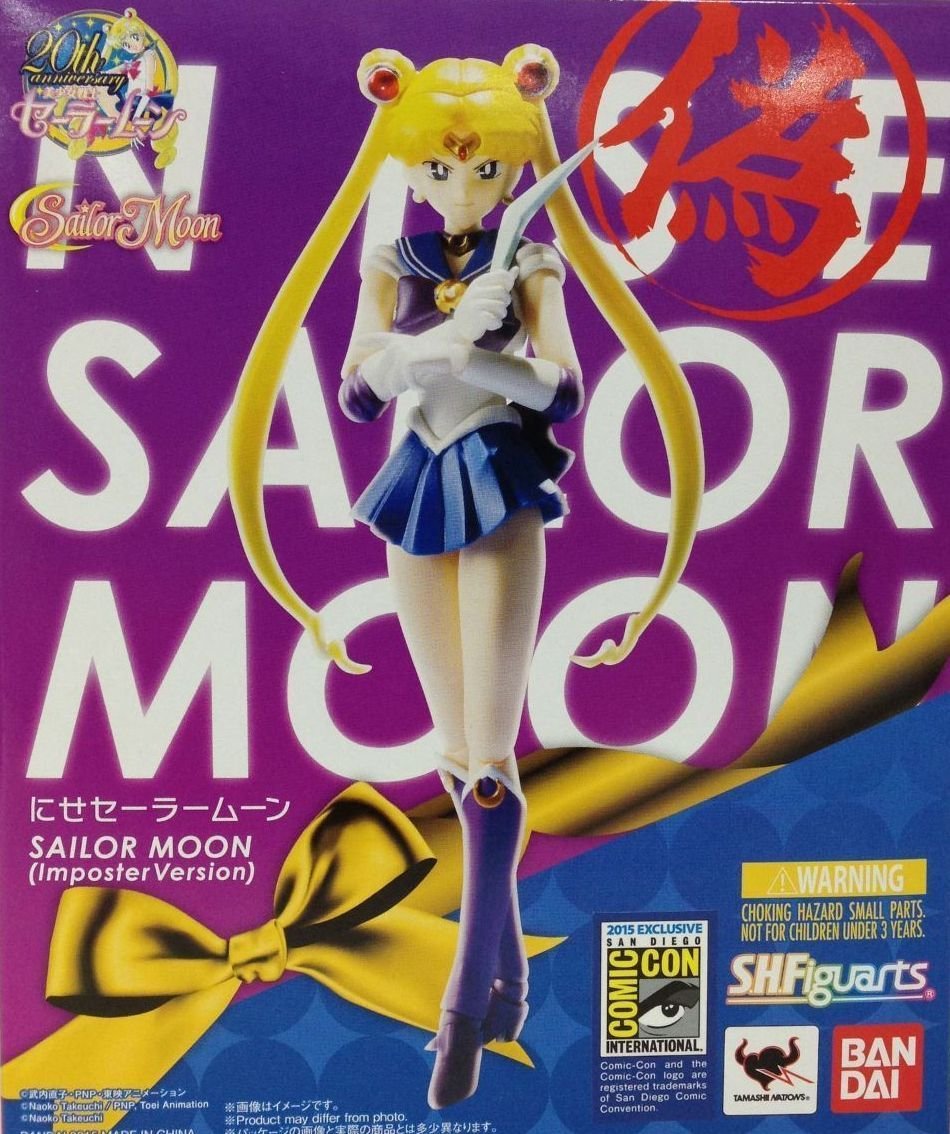 20th
anniversary
美少女戦士
セーラームーン
Sailor Moon
偽
NISE
SAILOR
MOON
にせセーラームーン
SAILOR MOON
(Imposter Version)
⚠WARNING
CHOKING HAZARD SMALL PARTS.
NOT FOR CHILDREN UNDER 3 YEARS.
2015 EXCLUSIVE
SAN DIEGO
COMIC CON
INTERNATIONAL®
Comic-Con and the
Comic-Con logo are
registered trademarks
of San Diego Comic
Convention.
S.H.Figuarts®
TAMASHII NATIONS®
BAN
DAI
©武内直子・PNP・東映アニメーション
©Naoko Takeuchi / PNP, Toei Animation
©Naoko Takeuchi
BANDAI 2015 MADE IN CHINA
※画像はイメージです。
※Product may differ from photo.
※パッケージの画像と実際の商品とは多少異なります。